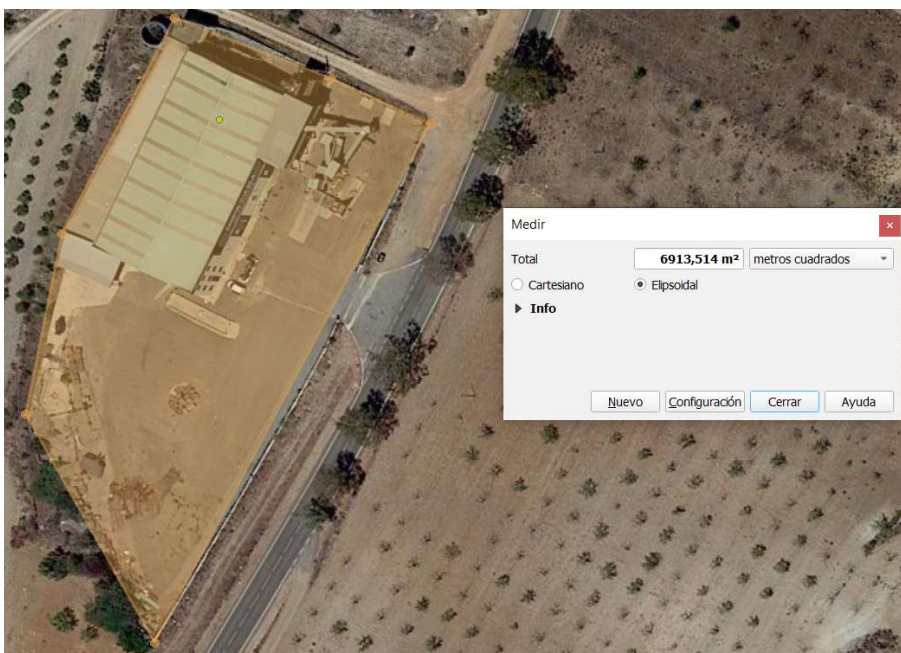 Medir
Total 6913,514 m² metros cuadrados
Cartesiano Elipsoidal
Info
Nuevo Configuración Cerrar Ayuda